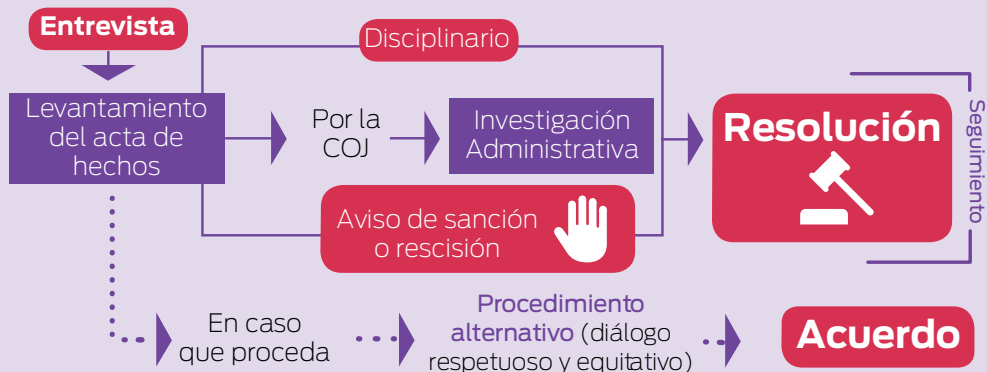 Entrevista
Levantamiento
del acta de
hechos
Disciplinario
Por la
COJ
Investigación
Administrativa
Aviso de sanción
o rescisión
Resolución
Seguimiento
En caso
que proceda
Procedimiento
alternativo (diálogo
respetuoso y equitativo)
Acuerdo